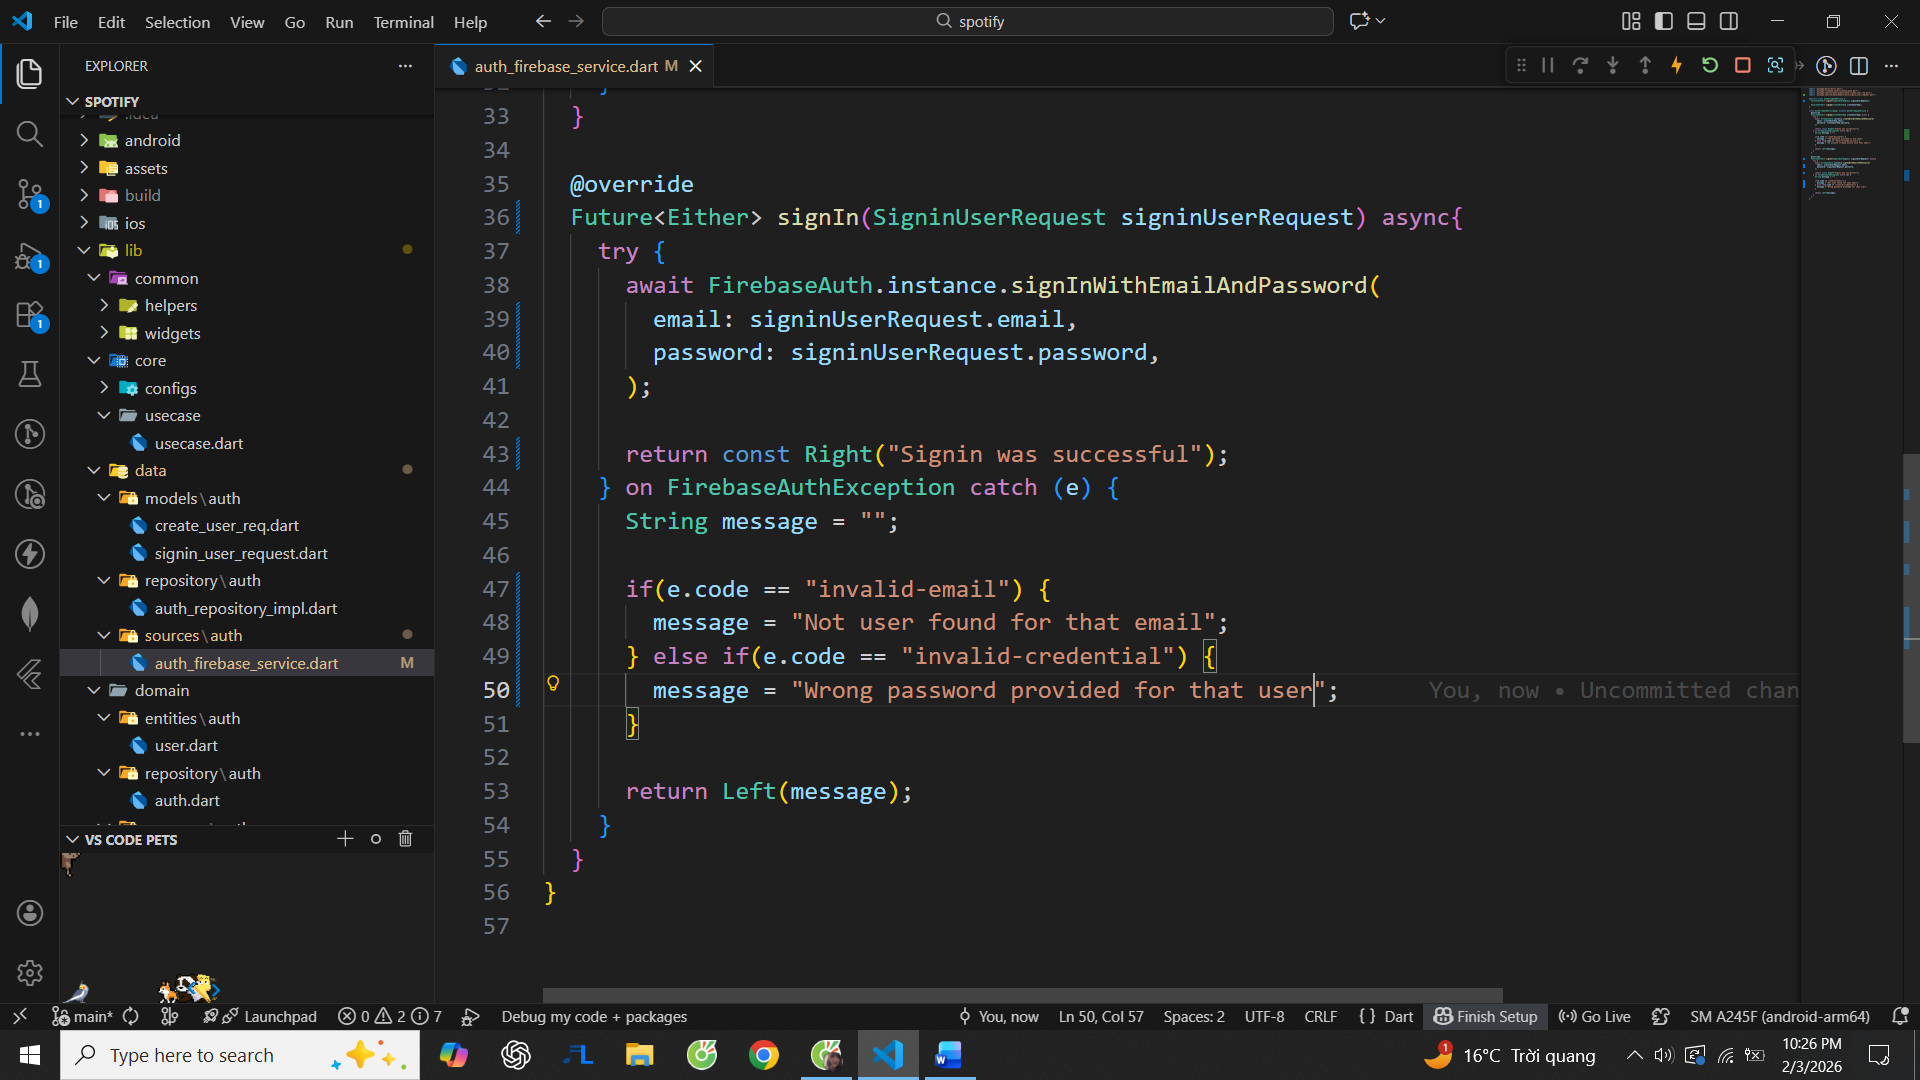 File Edit Selection View Go Run Terminal Help
spotify
EXPLORER
SPOTIFY
.idea
android
assets
build
ios
lib
common
helpers
widgets
core
configs
usecase
usecase.dart
data
models\auth
create_user_req.dart
signin_user_request.dart
repository\auth
auth_repository_impl.dart
sources\auth
auth_firebase_service.dart M
domain
entities\auth
user.dart
repository\auth
auth.dart
VS CODE PETS
1
1
1
auth_firebase_service.dart M
33 }
34
35 @override
36 Future<Either> signIn(SigninUserRequest signinUserRequest) async{
37 try {
38 await FirebaseAuth.instance.signInWithEmailAndPassword(
39 email: signinUserRequest.email,
40 password: signinUserRequest.password,
41 );
42
43 return const Right("Signin was successful");
44 } on FirebaseAuthException catch (e) {
45 String message = "";
46
47 if(e.code == "invalid-email") {
48 message = "Not user found for that email";
49 } else if(e.code == "invalid-credential") {
50 message = "Wrong password provided for that user"; You, now • Uncommitted chan
51 }
52
53 return Left(message);
54 }
55 }
56 }
57
main* Launchpad 0 2 7 Debug my code + packages You, now Ln 50, Col 57 Spaces: 2 UTF-8 CRLF { } Dart Finish Setup Go Live SM A245F (android-arm64)
Type here to search
1 16°C Trời quang
10:26 PM
2/3/2026